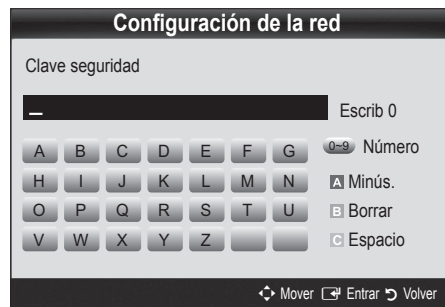 Configuración de la red
Clave seguridad
_
Escrib 0
A B C D E F G 0~9 Número
H I J K L M N A Minús.
O P Q R S T U B Borrar
V W X Y Z C Espacio
Mover Entrar Volver